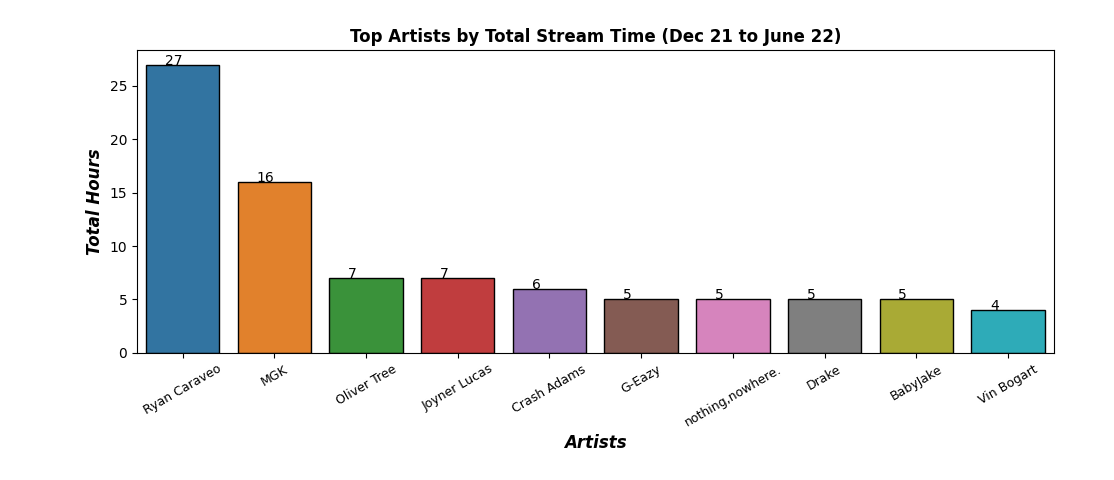 Top Artists by Total Stream Time (Dec 21 to June 22)
Total Hours
25
20
15
10
5
0
27
16
7
7
6
5
5
5
5
4
Ryan Caraveo
MGK
Oliver Tree
Joyner Lucas
Crash Adams
G-Eazy
nothing,nowhere.
Drake
BabyJake
Vin Bogart
Artists